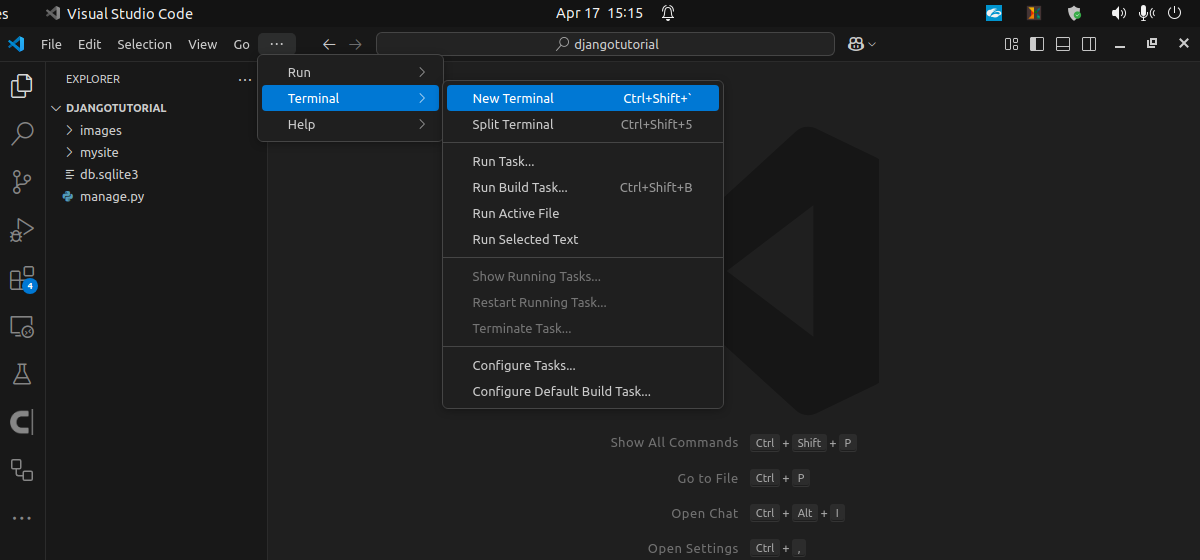 es Visual Studio Code Apr 17 15:15
File Edit Selection View Go ··· djangotutorial
EXPLORER ···
DJANGOTUTORIAL
images
mysite
db.sqlite3
manage.py
4
Run
Terminal
Help
New Terminal Ctrl+Shift+`
Split Terminal Ctrl+Shift+5
Run Task...
Run Build Task... Ctrl+Shift+B
Run Active File
Run Selected Text
Show Running Tasks...
Restart Running Task...
Terminate Task...
Configure Tasks...
Configure Default Build Task...
Show All Commands Ctrl + Shift + P
Go to File Ctrl + P
Open Chat Ctrl + Alt + I
Open Settings Ctrl + ,